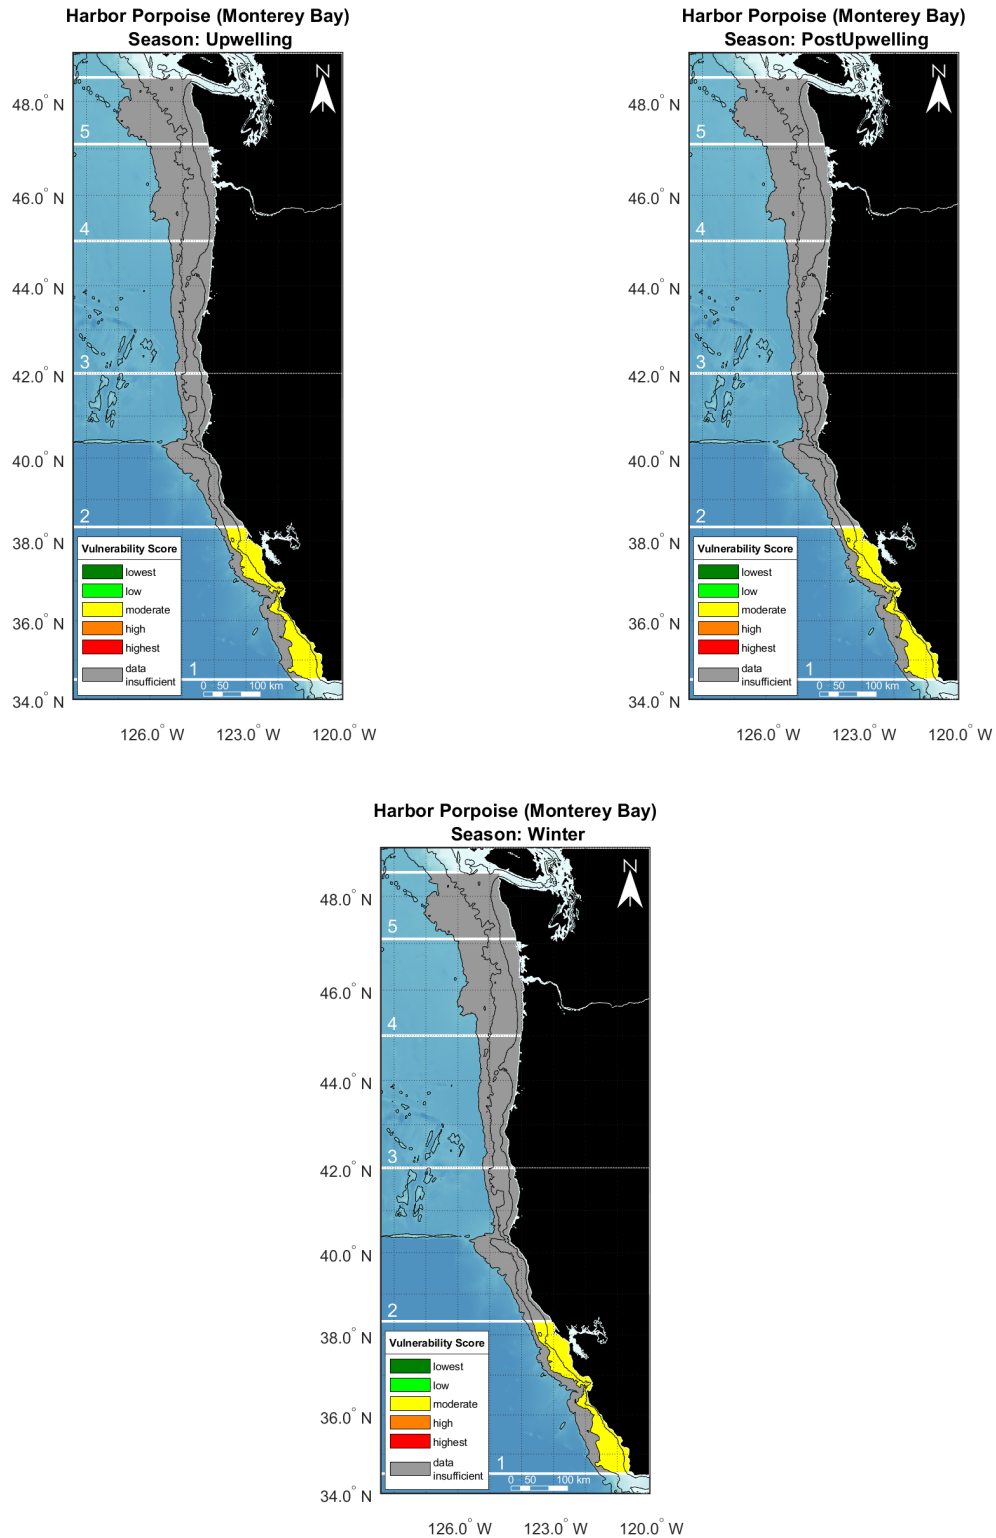 Harbor Porpoise (Monterey Bay)
Season: Upwelling
N
48.0° N
5
46.0° N
4
44.0° N
3
42.0° N
40.0° N
2
38.0° N
Vulnerability Score
lowest
low
moderate
36.0° N
high
highest
data
insufficient
1
0 50 100 km
34.0° N
126.0° W 123.0° W 120.0° W
Harbor Porpoise (Monterey Bay)
Season: PostUpwelling
N
48.0° N
5
46.0° N
4
44.0° N
3
42.0° N
40.0° N
2
38.0° N
Vulnerability Score
lowest
low
moderate
36.0° N
high
highest
data
insufficient
1
0 50 100 km
34.0° N
126.0° W 123.0° W 120.0° W
Harbor Porpoise (Monterey Bay)
Season: Winter
N
48.0° N
5
46.0° N
4
44.0° N
3
42.0° N
40.0° N
2
38.0° N
Vulnerability Score
lowest
low
moderate
36.0° N
high
highest
data
insufficient
1
0 50 100 km
34.0° N
126.0° W 123.0° W 120.0° W